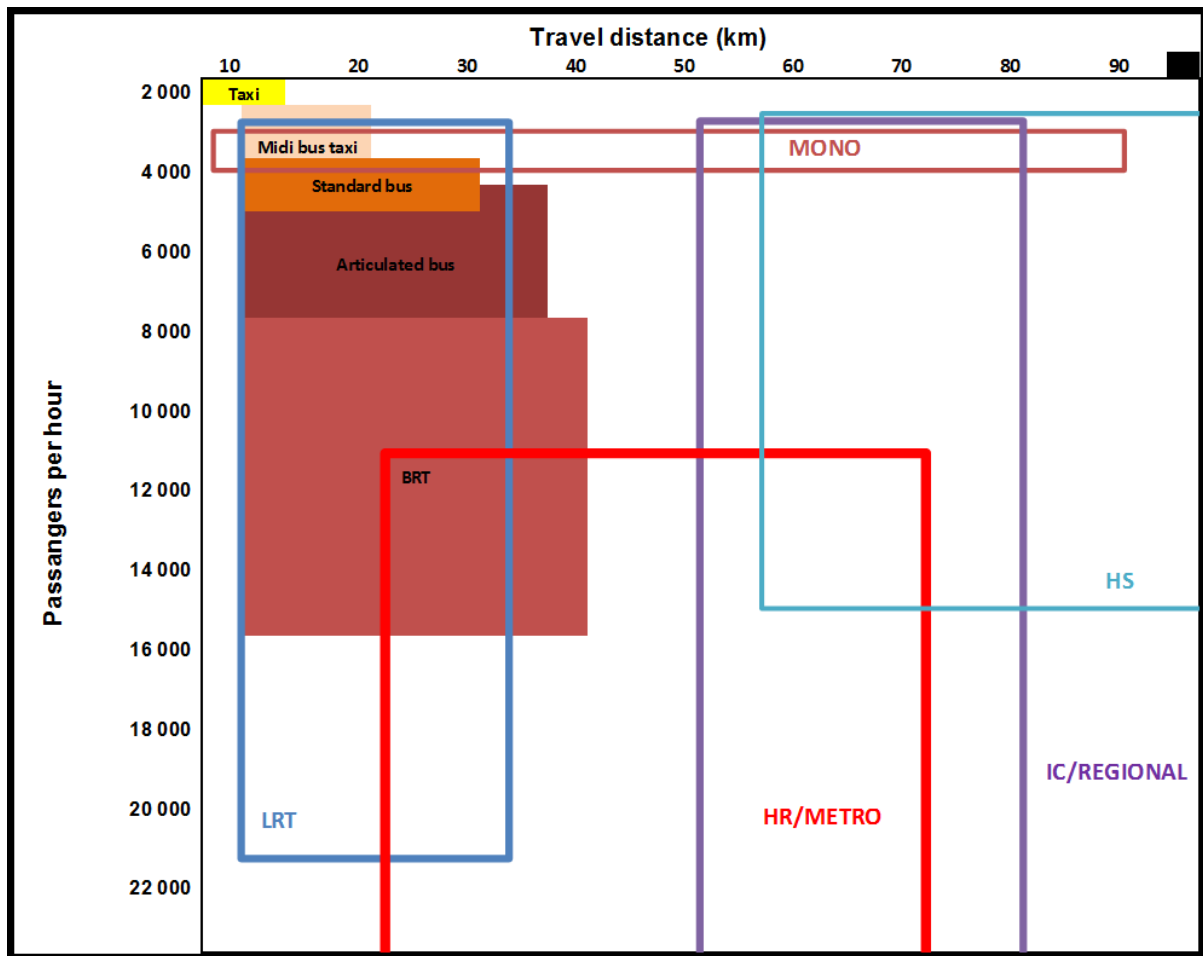 Travel distance (km)
10 20 30 40 50 60 70 80 90
2 000
Taxi
Midi bus taxi
MONO
4 000
Standard bus
6 000
Articulated bus
8 000
Passangers per hour
10 000
BRT
12 000
14 000
HS
16 000
18 000
IC/REGIONAL
20 000
LRT
HR/METRO
22 000